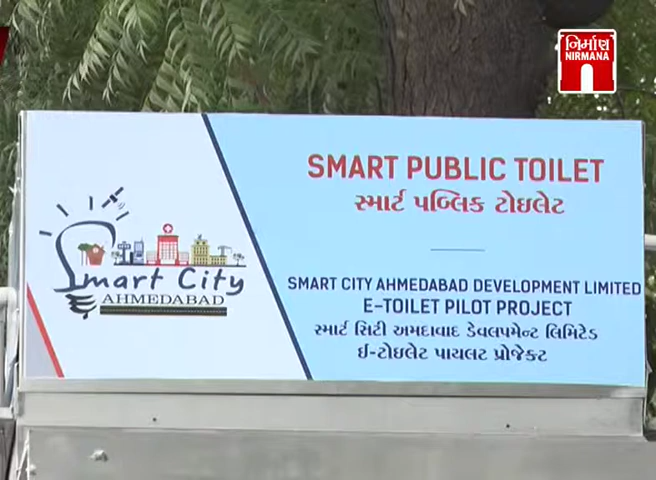 નિર્માણ
NIRMANA
SMART PUBLIC TOILET
સ્માર્ટ પબ્લિક ટોઇલેટ
Smart City
AHMEDABAD
SMART CITY AHMEDABAD DEVELOPMENT LIMITED
E-TOILET PILOT PROJECT
સ્માર્ટ સિટી અમદાવાદ ડેવલપમેન્ટ લિમિટેડ
ઈ-ટોઇલેટ પાયલટ પ્રોજેક્ટ